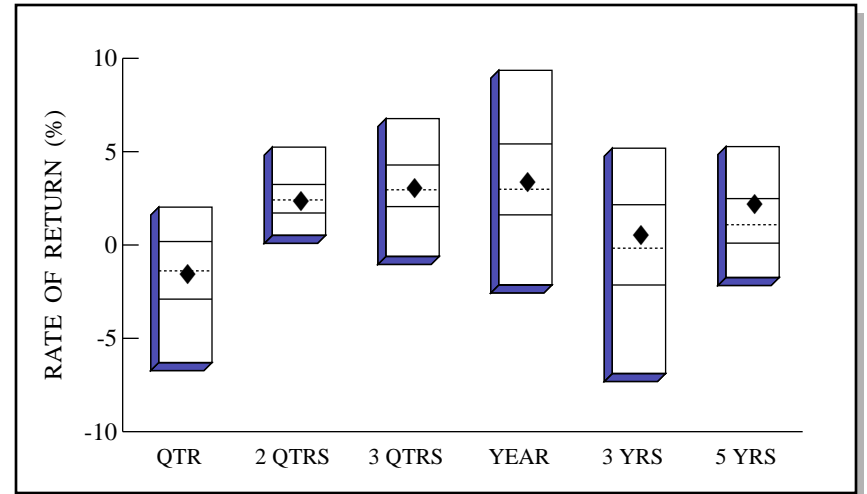 RATE OF RETURN (%)
10
5
0
-5
-10
QTR 2 QTRS 3 QTRS YEAR 3 YRS 5 YRS